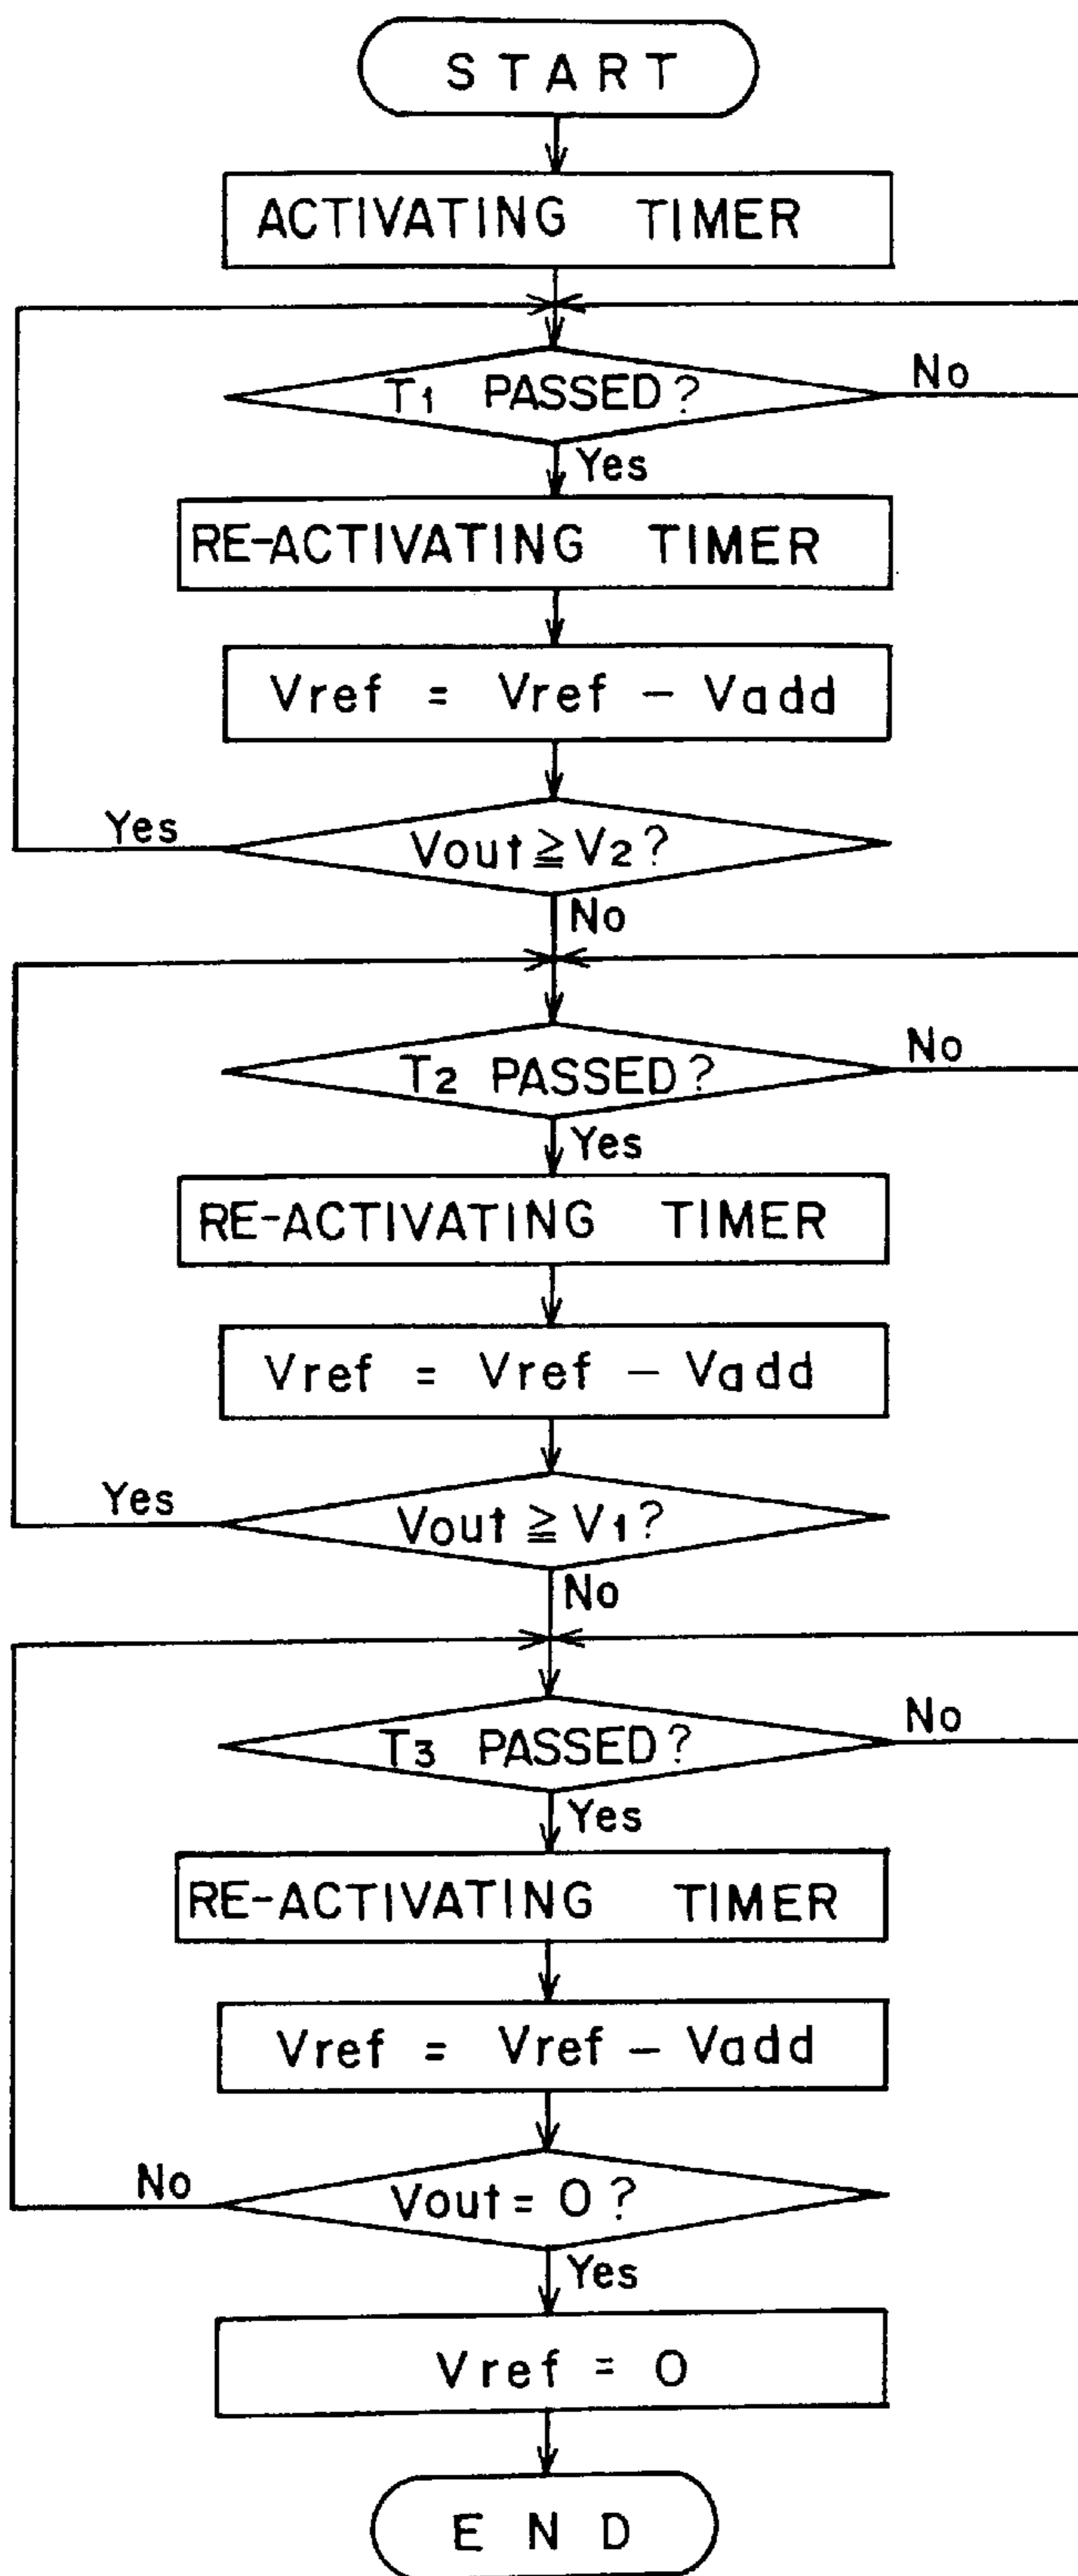 START
ACTIVATING TIMER
T1 PASSED?
No
Yes
RE-ACTIVATING TIMER
Vref = Vref - Vadd
Yes
Vout ≧ V2?
No
T2 PASSED?
No
Yes
RE-ACTIVATING TIMER
Vref = Vref - Vadd
Yes
Vout ≧ V1?
No
T3 PASSED?
No
Yes
RE-ACTIVATING TIMER
Vref = Vref - Vadd
No
Vout = 0?
Yes
Vref = 0
END